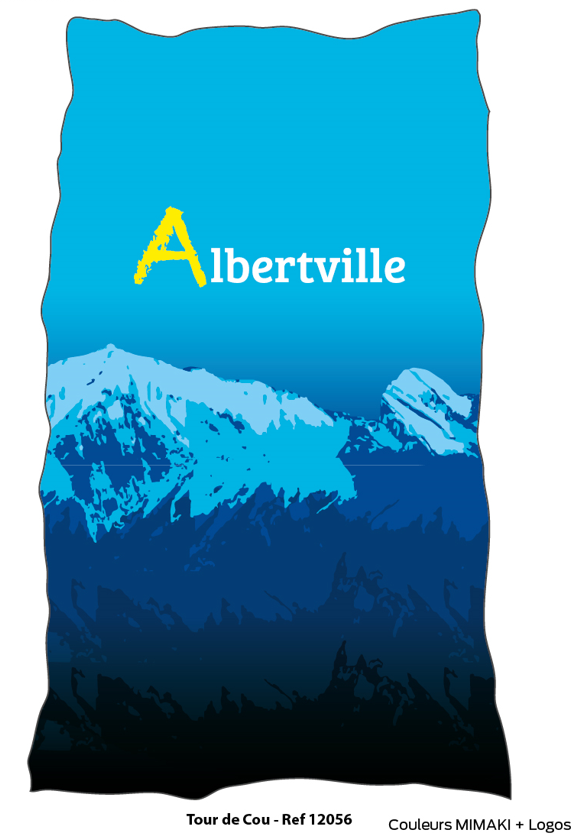 Albertville
Tour de Cou - Ref 12056
Couleurs MIMAKI + Logos